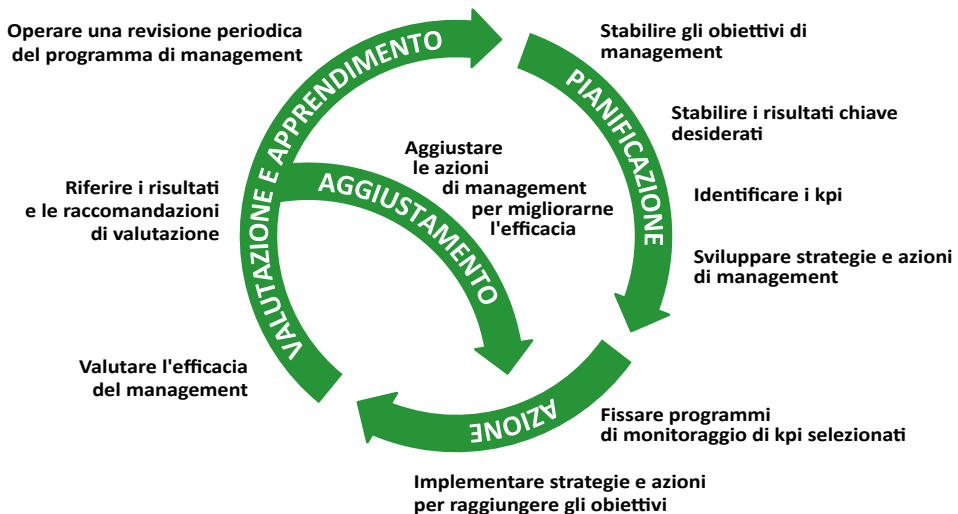 Operare una revisione periodica
del programma di management
Stabilire gli obiettivi di
management
Stabilire i risultati chiave
desiderati
Identificare i kpi
Sviluppare strategie e azioni
di management
PIANIFICAZIONE
Aggiustare
le azioni
di management
per migliorarne
l'efficacia
AGGIUSTAMENTO
VALUTAZIONE E APPRENDIMENTO
Riferire i risultati
e le raccomandazioni
di valutazione
Valutare l'efficacia
del management
AZIONE
Fissare programmi
di monitoraggio di kpi selezionati
Implementare strategie e azioni
per raggiungere gli obiettivi